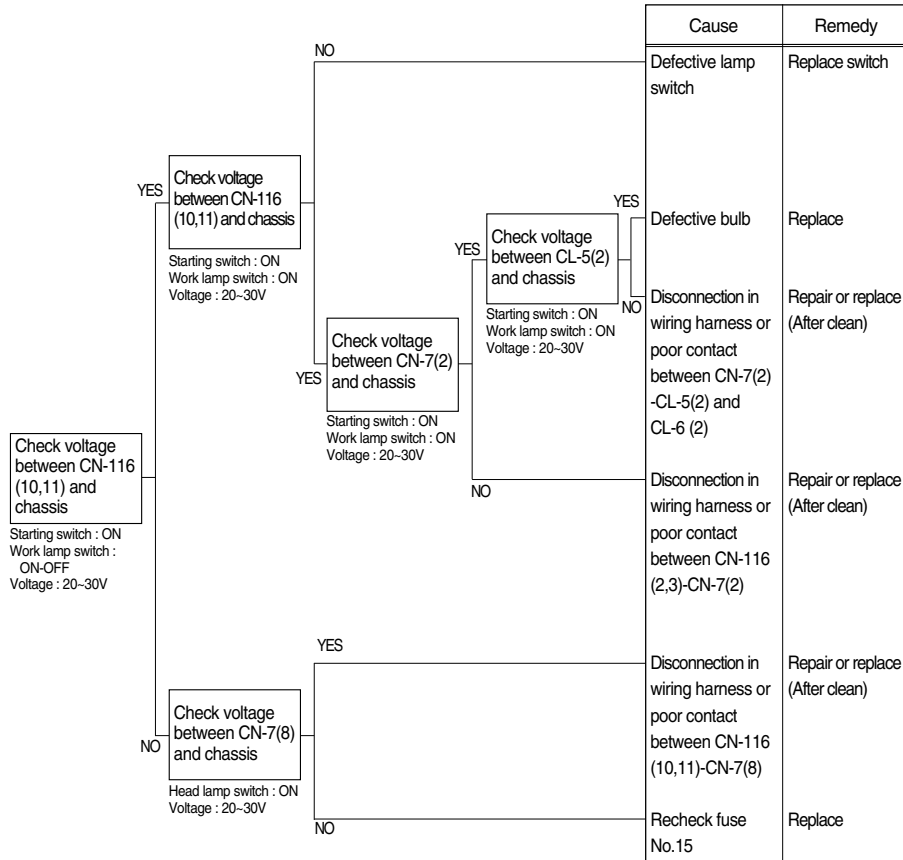 Cause
Remedy
NO
Defective lamp
switch
Replace switch
YES
Check voltage
between CN-116
(10,11) and chassis
Starting switch : ON
Work lamp switch : ON
Voltage : 20~30V
YES
Defective bulb
Replace
YES
Check voltage
between CL-5(2)
and chassis
Starting switch : ON
Work lamp switch : ON
Voltage : 20~30V
NO
Disconnection in
wiring harness or
poor contact
between CN-7(2)
-CL-5(2) and
CL-6 (2)
Repair or replace
(After clean)
YES
Check voltage
between CN-7(2)
and chassis
Starting switch : ON
Work lamp switch : ON
Voltage : 20~30V
Check voltage
between CN-116
(10,11) and
chassis
Starting switch : ON
Work lamp switch :
ON-OFF
Voltage : 20~30V
NO
Disconnection in
wiring harness or
poor contact
between CN-116
(2,3)-CN-7(2)
Repair or replace
(After clean)
YES
Disconnection in
wiring harness or
poor contact
between CN-116
(10,11)-CN-7(8)
Repair or replace
(After clean)
NO
Check voltage
between CN-7(8)
and chassis
Head lamp switch : ON
Voltage : 20~30V
NO
Recheck fuse
No.15
Replace